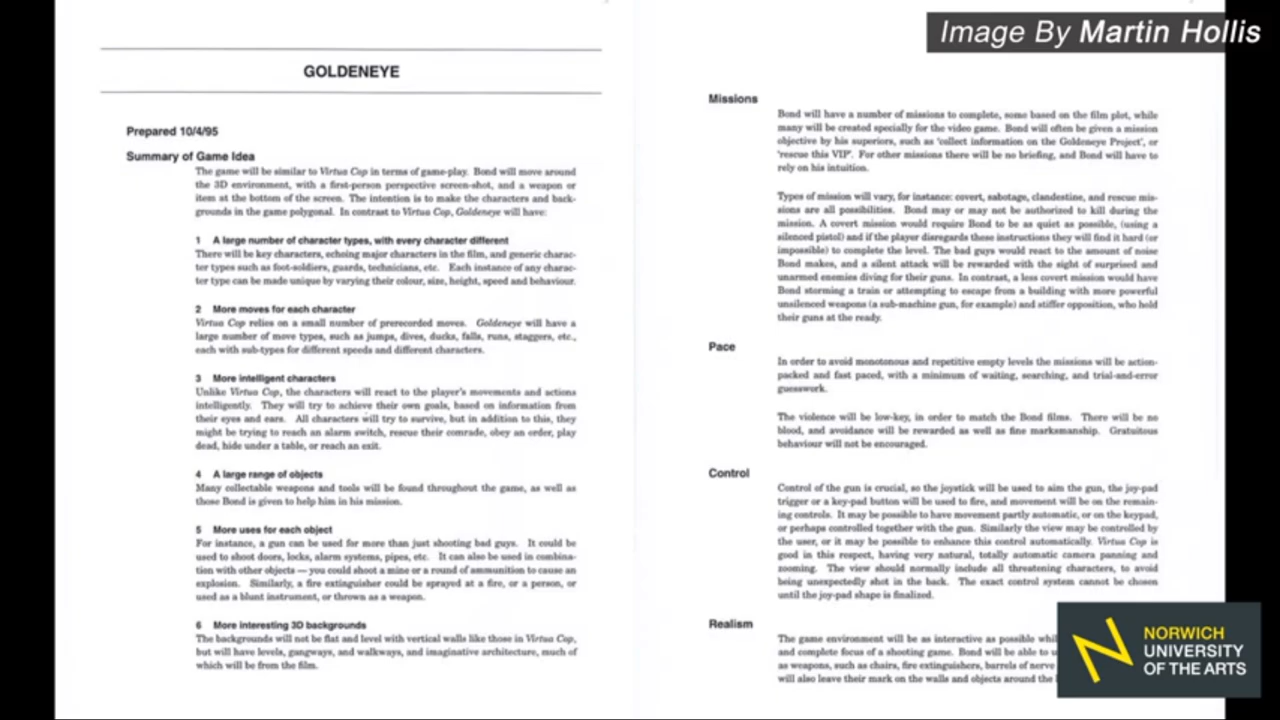 Image By Martin Hollis
GOLDENEYE
Prepared 10/4/95
Summary of Game Idea
The game will be similar to Virtua Cop in terms of game-play. Bond will move around
the 3D environment, with a first-person perspective screen-shot, and a weapon or
item at the bottom of the screen. The intention is to make the characters and back-
grounds in the game polygonal. In contrast to Virtua Cop, Goldeneye will have:
1 A large number of character types, with every character different
There will be key characters, echoing major characters in the film, and generic charac-
ter types such as foot-soldiers, guards, technicians, etc. Each instance of any charac-
ter type can be made unique by varying their colour, size, height, speed and behaviour.
2 More moves for each character
Virtua Cop relies on a small number of prerecorded moves. Goldeneye will have a
large number of move types, such as jumps, dives, ducks, falls, runs, staggers, etc.,
each with sub-types for different speeds and different characters.
3 More intelligent characters
Unlike Virtua Cop, the characters will react to the player's movements and actions
intelligently. They will try to achieve their own goals, based on information from
their eyes and ears. All characters will try to survive, but in addition to this, they
might be trying to reach an alarm switch, rescue their comrade, obey an order, play
dead, hide under a table, or reach an exit.
4 A large range of objects
Many collectable weapons and tools will be found throughout the game, as well as
those Bond is given to help him in his mission.
5 More uses for each object
For instance, a gun can be used for more than just shooting bad guys. It could be
used to shoot doors, locks, alarm systems, pipes, etc. It can also be used in combina-
tion with other objects — you could shoot a mine or a round of ammunition to cause an
explosion. Similarly, a fire extinguisher could be sprayed at a fire, or a person, or
used as a blunt instrument, or thrown as a weapon.
6 More interesting 3D backgrounds
The backgrounds will not be flat and level with vertical walls like those in Virtua Cop,
but will have levels, gangways, and walkways, and imaginative architecture, much of
which will be from the film.
Missions
Bond will have a number of missions to complete, some based on the film plot, while
many will be created specially for the video game. Bond will often be given a mission
objective by his superiors, such as 'collect information on the Goldeneye Project', or
'rescue this VIP'. For other missions there will be no briefing, and Bond will have to
rely on his intuition.
Types of mission will vary, for instance: covert, sabotage, clandestine, and rescue mis-
sions are all possibilities. Bond may or may not be authorized to kill during the
mission. A covert mission would require Bond to be as quiet as possible, (using a
silenced pistol) and if the player disregards these instructions they will find it hard (or
impossible) to complete the level. The bad guys would react to the amount of noise
Bond makes, and a silent attack will be rewarded with the sight of surprised and
unarmed enemies diving for their guns. In contrast, a less covert mission would have
Bond storming a train or attempting to escape from a building with more powerful
unsilenced weapons (a sub-machine gun, for example) and stiffer opposition, who hold
their guns at the ready.
Pace
In order to avoid monotonous and repetitive empty levels the missions will be action-
packed and fast paced, with a minimum of waiting, searching, and trial-and-error
guesswork.
The violence will be low-key, in order to match the Bond films. There will be no
blood, and avoidance will be rewarded as well as fine marksmanship. Gratuitous
behaviour will not be encouraged.
Control
Control of the gun is crucial, so the joystick will be used to aim the gun, the joy-pad
trigger or a key-pad button will be used to fire, and movement will be on the remain-
ing controls. It may be possible to have movement partly automatic, or on the keypad,
or perhaps controlled together with the gun. Similarly the view may be controlled by
the user, or it may be possible to enhance this control automatically. Virtua Cop is
good in this respect, having very natural, totally automatic camera panning and
zooming. The view should normally include all threatening characters, to avoid
being unexpectedly shot in the back. The exact control system cannot be chosen
until the joy-pad shape is finalized.
Realism
The game environment will be as interactive as possible
and complete focus of a shooting game. Bond will be able to
as weapons, such as chairs, fire extinguishers, barrels of nerve
will also leave their mark on the walls and objects around the
NORWICH
UNIVERSITY
OF THE ARTS